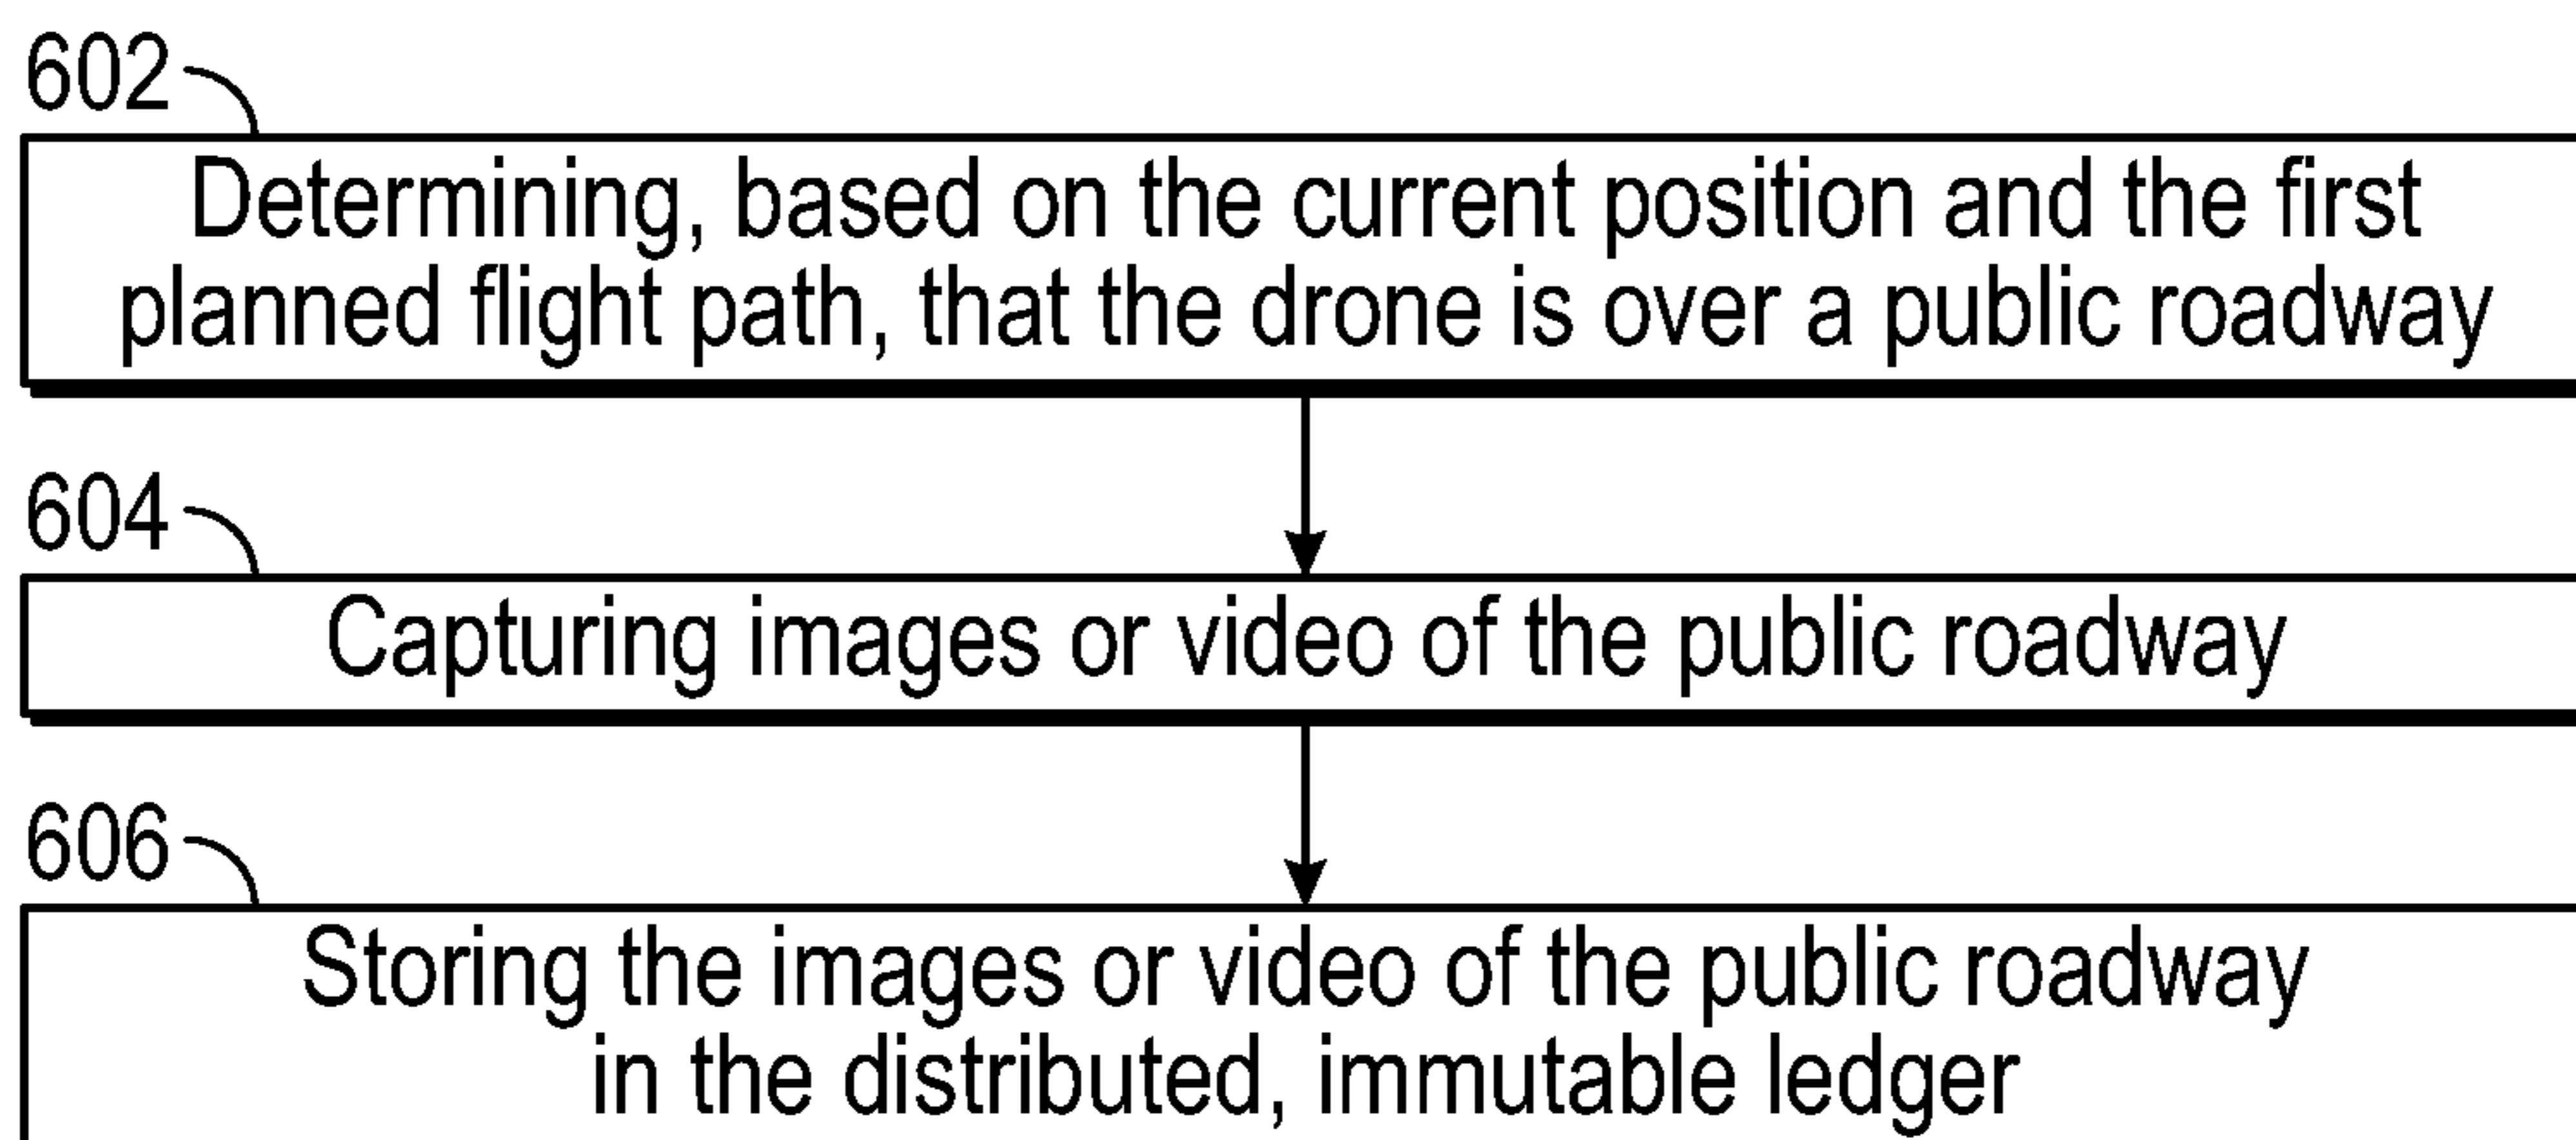 602
Determining, based on the current position and the first
planned flight path, that the drone is over a public roadway
604
Capturing images or video of the public roadway
606
Storing the images or video of the public roadway
in the distributed, immutable ledger